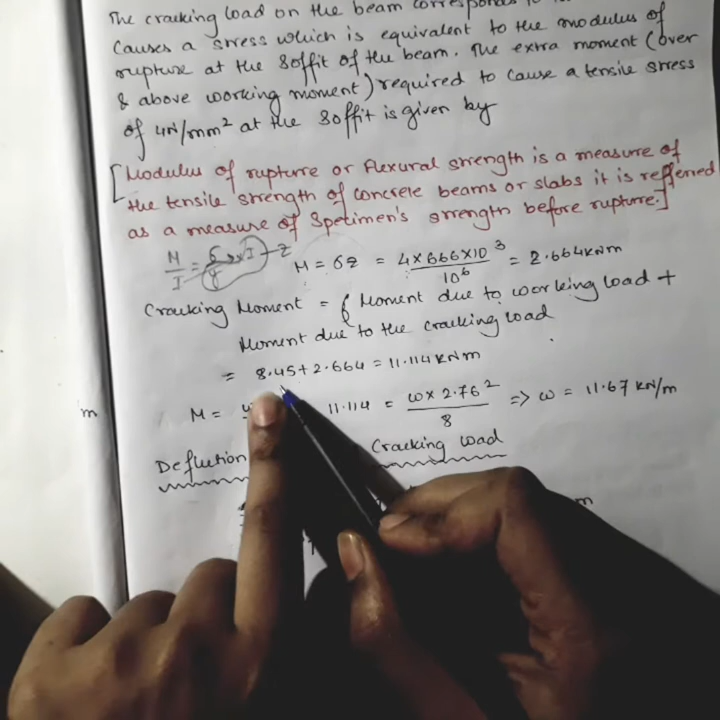 The cracking load on the beam corresponds to
causes a stress which is equivalent to the modulus of
rupture at the soffit of the beam. The extra moment (over
& above working moment) required to cause a tensile stress
of 4N/mm² at the soffit is given by
[Modulus of rupture or flexural strength is a measure of
the tensile strength of concrete beams or slabs it is reffered
as a measure of specimen's strength before rupture.]
M/I = 
M = 6z = 4×666×10³/10⁶ = 2.664kNm
Cracking Moment = { Moment due to working load +
Moment due to the cracking load
= 8.45+2.664 = 11.114 kNm
m
M = 11.114 = ω×2.76²/8 => ω = 11.67 kN/m
Deflection Cracking load
m